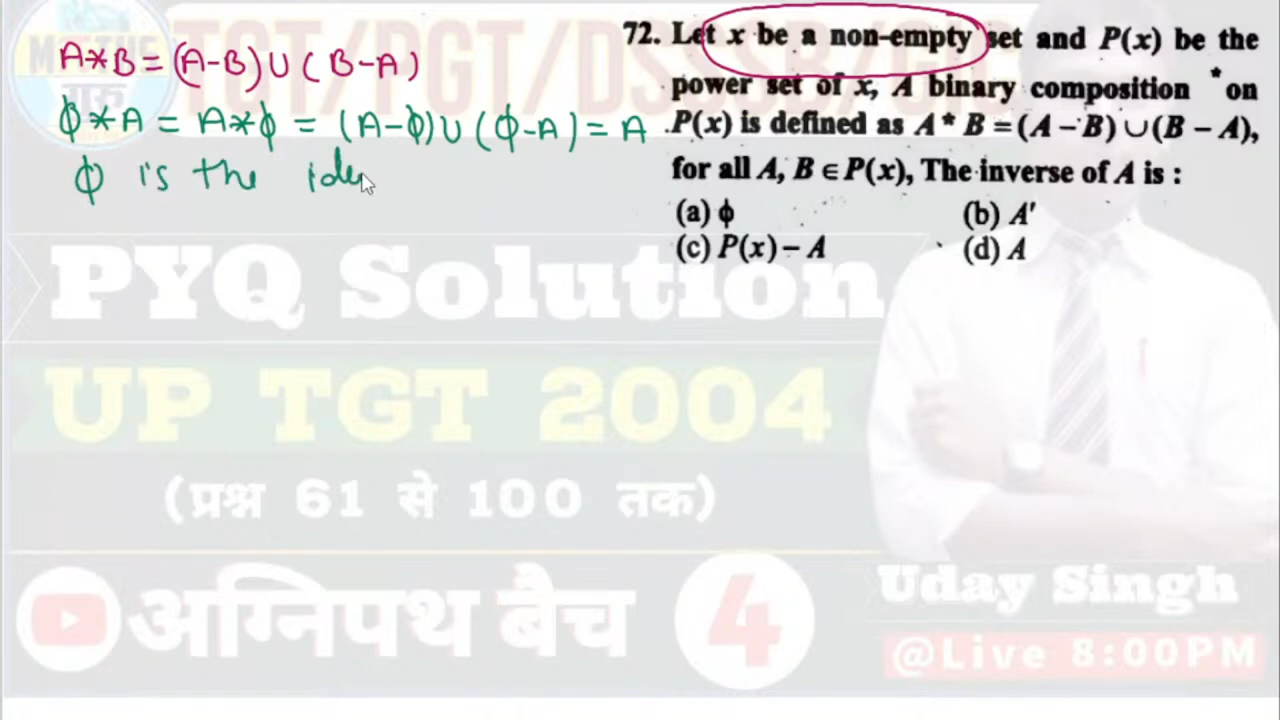 72. Let x be a non-empty set and P(x) be the
power set of x, A binary composition * on
P(x) is defined as A * B = (A – B) ∪ (B – A),
for all A, B ∈ P(x), The inverse of A is :
(a) ϕ (b) A′
(c) P(x) – A (d) A
A*B = (A-B) ∪ (B-A)
ϕ*A = A*ϕ = (A-ϕ) ∪ (ϕ-A) = A
ϕ is the ide
PYQ Solution
UP TGT 2004
(प्रश्न 61 से 100 तक)
अग्निपथ बैच 4
Uday Singh
@Live 8:00PM